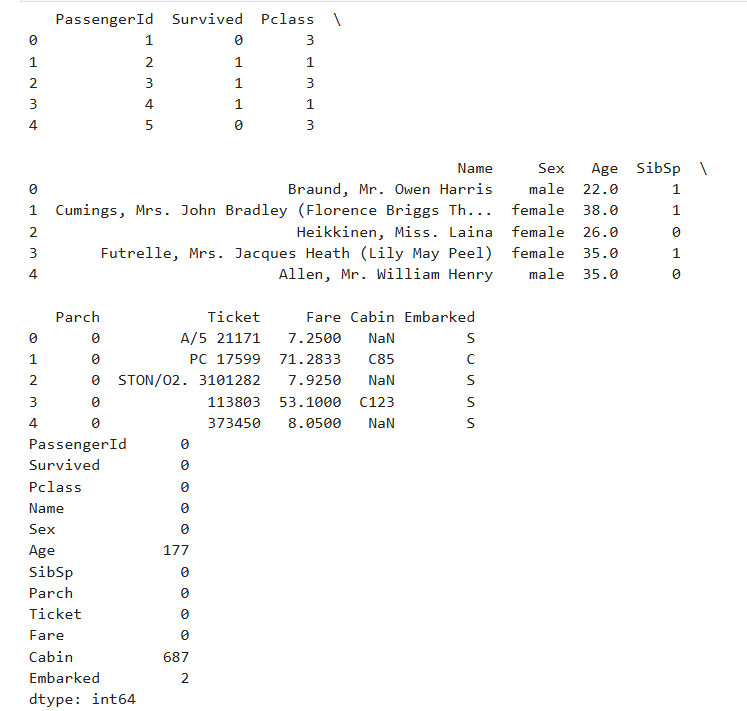 PassengerId Survived Pclass \
0 1 0 3
1 2 1 1
2 3 1 3
3 4 1 1
4 5 0 3
Name Sex Age SibSp \
0 Braund, Mr. Owen Harris male 22.0 1
1 Cumings, Mrs. John Bradley (Florence Briggs Th... female 38.0 1
2 Heikkinen, Miss. Laina female 26.0 0
3 Futrelle, Mrs. Jacques Heath (Lily May Peel) female 35.0 1
4 Allen, Mr. William Henry male 35.0 0
Parch Ticket Fare Cabin Embarked
0 0 A/5 21171 7.2500 NaN S
1 0 PC 17599 71.2833 C85 C
2 0 STON/O2. 3101282 7.9250 NaN S
3 0 113803 53.1000 C123 S
4 0 373450 8.0500 NaN S
PassengerId 0
Survived 0
Pclass 0
Name 0
Sex 0
Age 177
SibSp 0
Parch 0
Ticket 0
Fare 0
Cabin 687
Embarked 2
dtype: int64